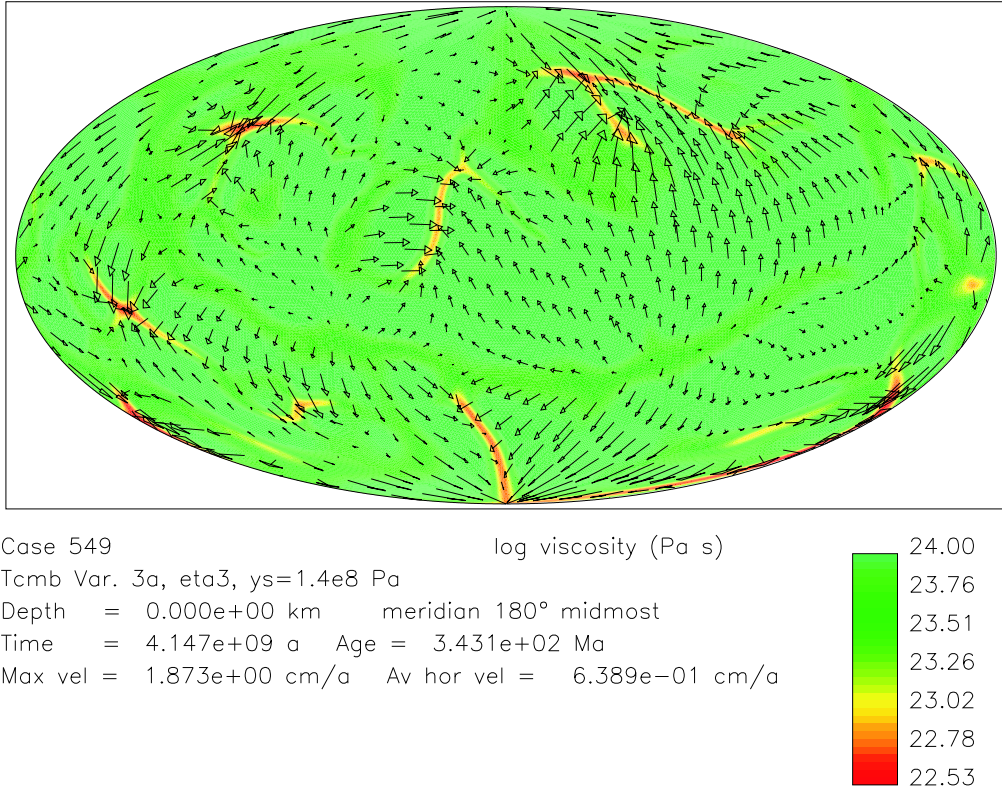 Case 549 log viscosity (Pa s)
Tcmb Var. 3a, eta3, ys=1.4e8 Pa
Depth = 0.000e+00 km meridian 180° midmost
Time = 4.147e+09 a Age = 3.431e+02 Ma
Max vel = 1.873e+00 cm/a Av hor vel = 6.389e−01 cm/a
24.00
23.76
23.51
23.26
23.02
22.78
22.53